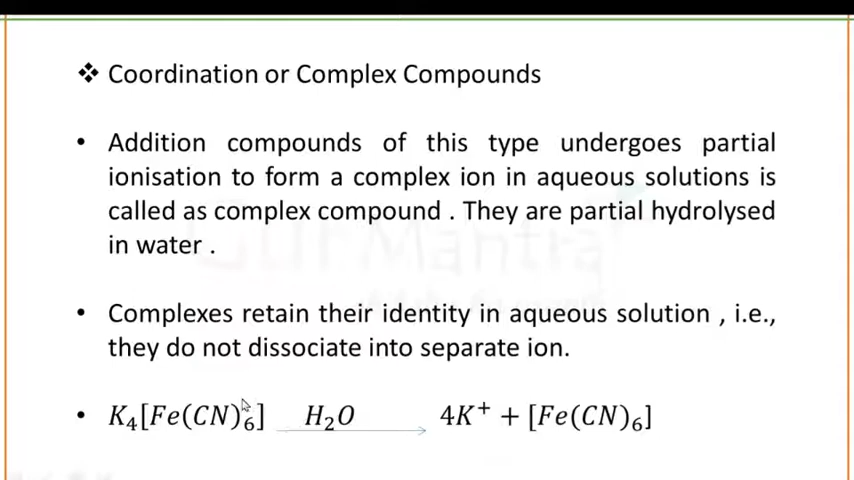 ❖ Coordination or Complex Compounds
• Addition compounds of this type undergoes partial
ionisation to form a complex ion in aqueous solutions is
called as complex compound . They are partial hydrolysed
in water .
• Complexes retain their identity in aqueous solution , i.e.,
they do not dissociate into separate ion.
• K₄[Fe(CN)₆] H₂O 4K⁺ + [Fe(CN)₆]